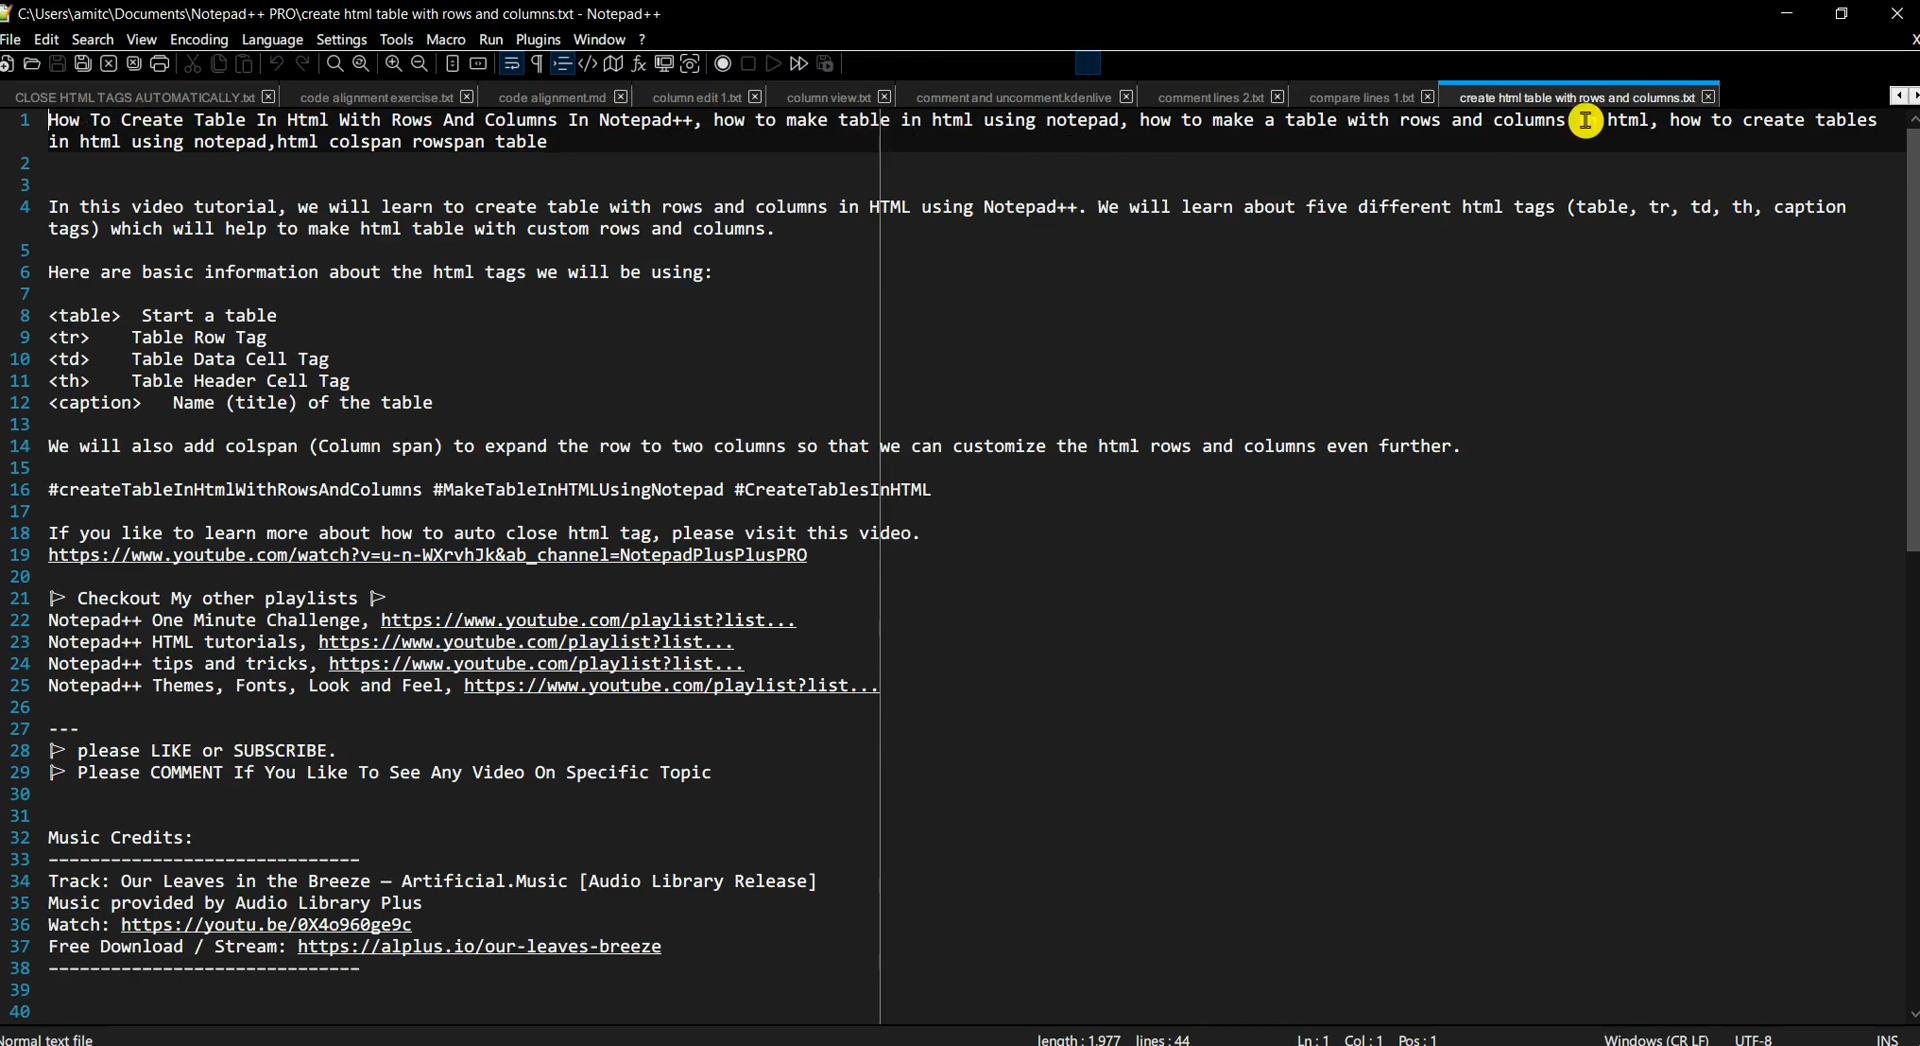 C:\Users\amitc\Documents\Notepad++ PRO\create html table with rows and columns.txt - Notepad++
File Edit Search View Encoding Language Settings Tools Macro Run Plugins Window ? X
CLOSE HTML TAGS AUTOMATICALLY.txt code alignment exercise.txt code alignment.md column edit 1.txt column view.txt comment and uncomment.kdenlive comment lines 2.txt compare lines 1.txt create html table with rows and columns.txt
1 How To Create Table In Html With Rows And Columns In Notepad++, how to make table in html using notepad, how to make a table with rows and columns html, how to create tables
in html using notepad,html colspan rowspan table
2
3
4 In this video tutorial, we will learn to create table with rows and columns in HTML using Notepad++. We will learn about five different html tags (table, tr, td, th, caption
tags) which will help to make html table with custom rows and columns.
5
6 Here are basic information about the html tags we will be using:
7
8 <table> Start a table
9 <tr> Table Row Tag
10 <td> Table Data Cell Tag
11 <th> Table Header Cell Tag
12 <caption> Name (title) of the table
13
14 We will also add colspan (Column span) to expand the row to two columns so that we can customize the html rows and columns even further.
15
16 #createTableInHtmlWithRowsAndColumns #MakeTableInHTMLUsingNotepad #CreateTablesInHTML
17
18 If you like to learn more about how to auto close html tag, please visit this video.
19 https://www.youtube.com/watch?v=u-n-WXrvhJk&ab_channel=NotepadPlusPlusPRO
20
21 Checkout My other playlists
22 Notepad++ One Minute Challenge, https://www.youtube.com/playlist?list...
23 Notepad++ HTML tutorials, https://www.youtube.com/playlist?list...
24 Notepad++ tips and tricks, https://www.youtube.com/playlist?list...
25 Notepad++ Themes, Fonts, Look and Feel, https://www.youtube.com/playlist?list...
26
27 ---
28 please LIKE or SUBSCRIBE.
29 Please COMMENT If You Like To See Any Video On Specific Topic
30
31
32 Music Credits:
33 ------------------------------
34 Track: Our Leaves in the Breeze — Artificial.Music [Audio Library Release]
35 Music provided by Audio Library Plus
36 Watch: https://youtu.be/0X4o960ge9c
37 Free Download / Stream: https://alplus.io/our-leaves-breeze
38 ------------------------------
39
40
Normal text file length : 1,977 lines : 44 Ln : 1 Col : 1 Pos : 1 Windows (CR LF) UTF-8 INS